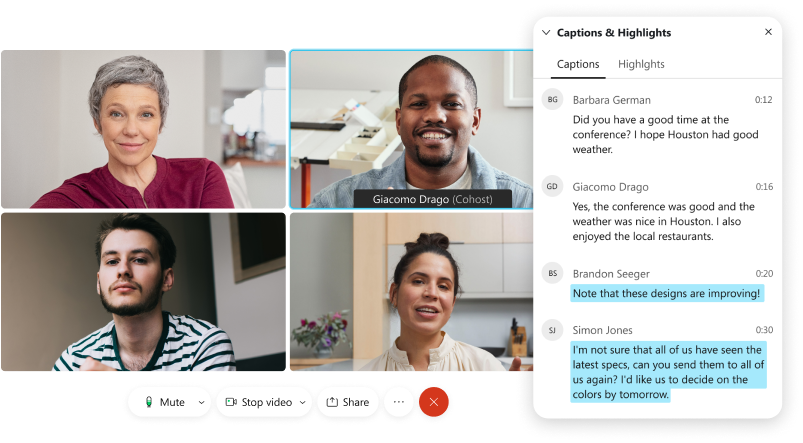 Captions & Highlights
Captions
Highlghts
BG
Barbara German
0:12
Did you have a good time at the
conference? I hope Houston had good
weather.
GD
Giacomo Drago
0:16
Yes, the conference was good and the
weather was nice in Houston. I also
enjoyed the local restaurants.
BS
Brandon Seeger
0:20
Note that these designs are improving!
SJ
Simon Jones
0:30
I'm not sure that all of us have seen the
latest specs, can you send them to all of
us again? I'd like us to decide on the
colors by tomorrow.
Giacomo Drago (Cohost)
Mute
Stop video
Share